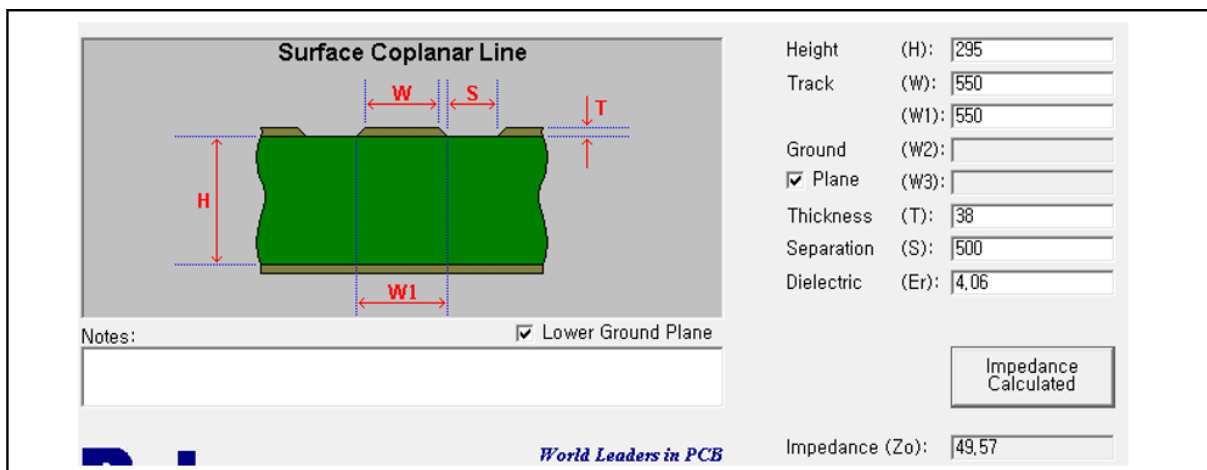 Surface Coplanar Line
W
S
T
H
W1
Notes:
Lower Ground Plane
World Leaders in PCB
Height (H): 295
Track (W): 550
(W1): 550
Ground (W2):
Plane (W3):
Thickness (T): 38
Separation (S): 500
Dielectric (Er): 4,06
Impedance
Calculated
Impedance (Zo): 49,57